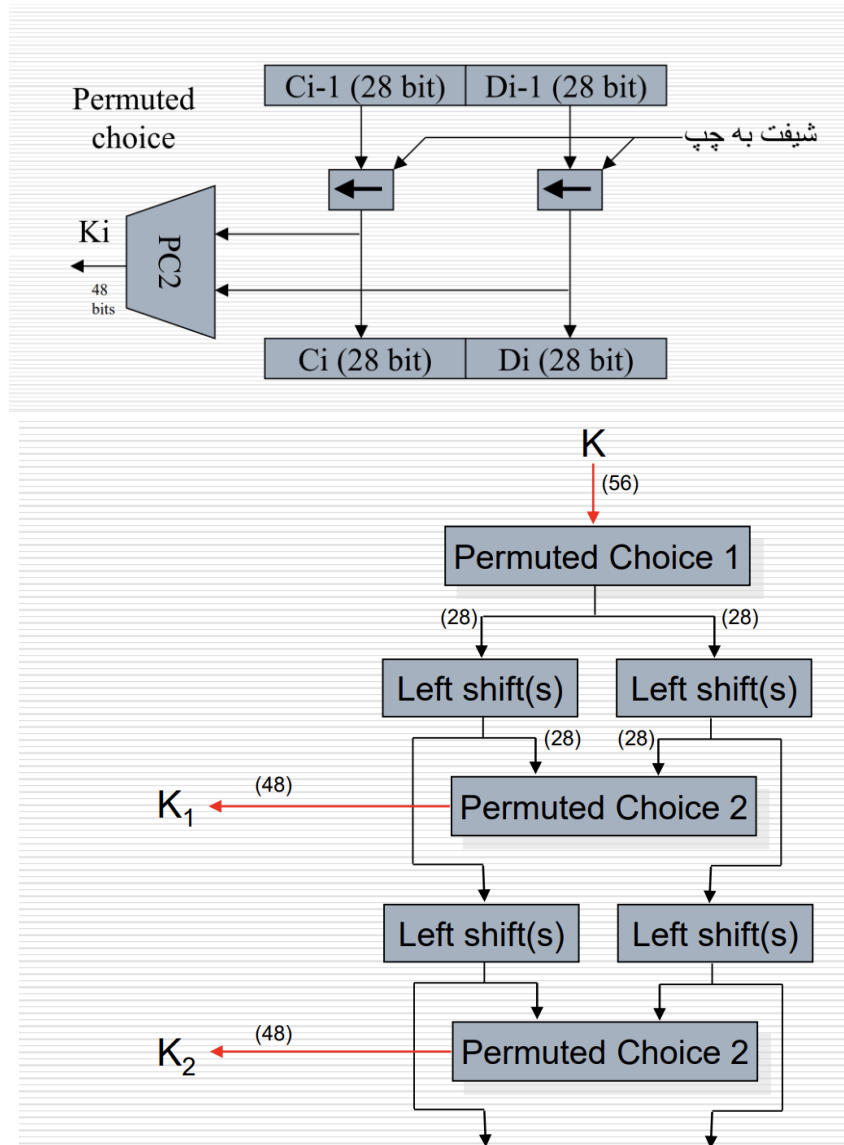 Permuted
choice
Ci-1 (28 bit) Di-1 (28 bit)
شیفت به چپ
Ki
48
bits
PC2
Ci (28 bit) Di (28 bit)
K
(56)
Permuted Choice 1
(28) (28)
Left shift(s) Left shift(s)
(28) (28)
K₁ (48) Permuted Choice 2
Left shift(s) Left shift(s)
K₂ (48) Permuted Choice 2